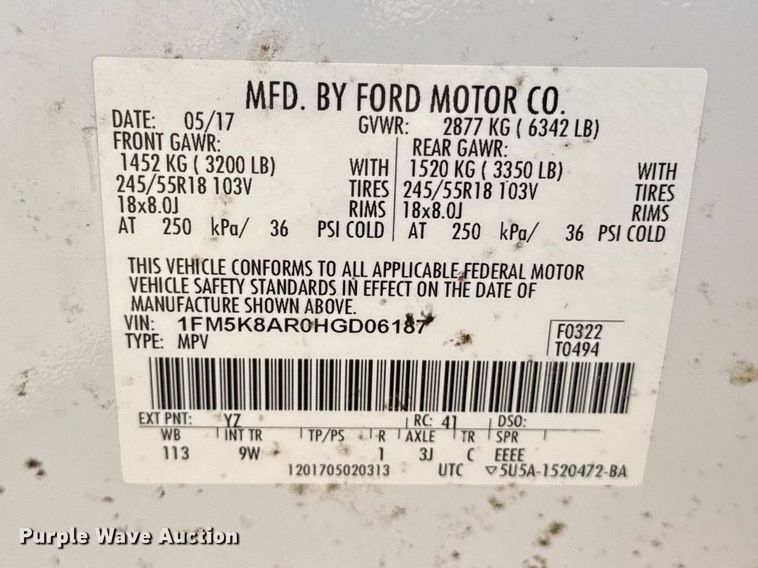 MFD. BY FORD MOTOR CO.
DATE: 05/17 GVWR: 2877 KG ( 6342 LB)
FRONT GAWR: REAR GAWR:
1452 KG ( 3200 LB) WITH 1520 KG ( 3350 LB) WITH
245/55R18 103V TIRES 245/55R18 103V TIRES
18x8.0J RIMS 18x8.0J RIMS
AT 250 kPa/ 36 PSI COLD AT 250 kPa/ 36 PSI COLD
THIS VEHICLE CONFORMS TO ALL APPLICABLE FEDERAL MOTOR
VEHICLE SAFETY STANDARDS IN EFFECT ON THE DATE OF
MANUFACTURE SHOWN ABOVE.
VIN: 1FM5K8AR0HGD06187 F0322
TYPE: MPV T0494
EXT PNT: YZ RC: 41 DSO:
WB INT TR TP/PS R AXLE TR SPR
113 9W 1 3J C EEEE
1201705020313 UTC ▽5U5A-1520472-BA
Purple Wave Auction